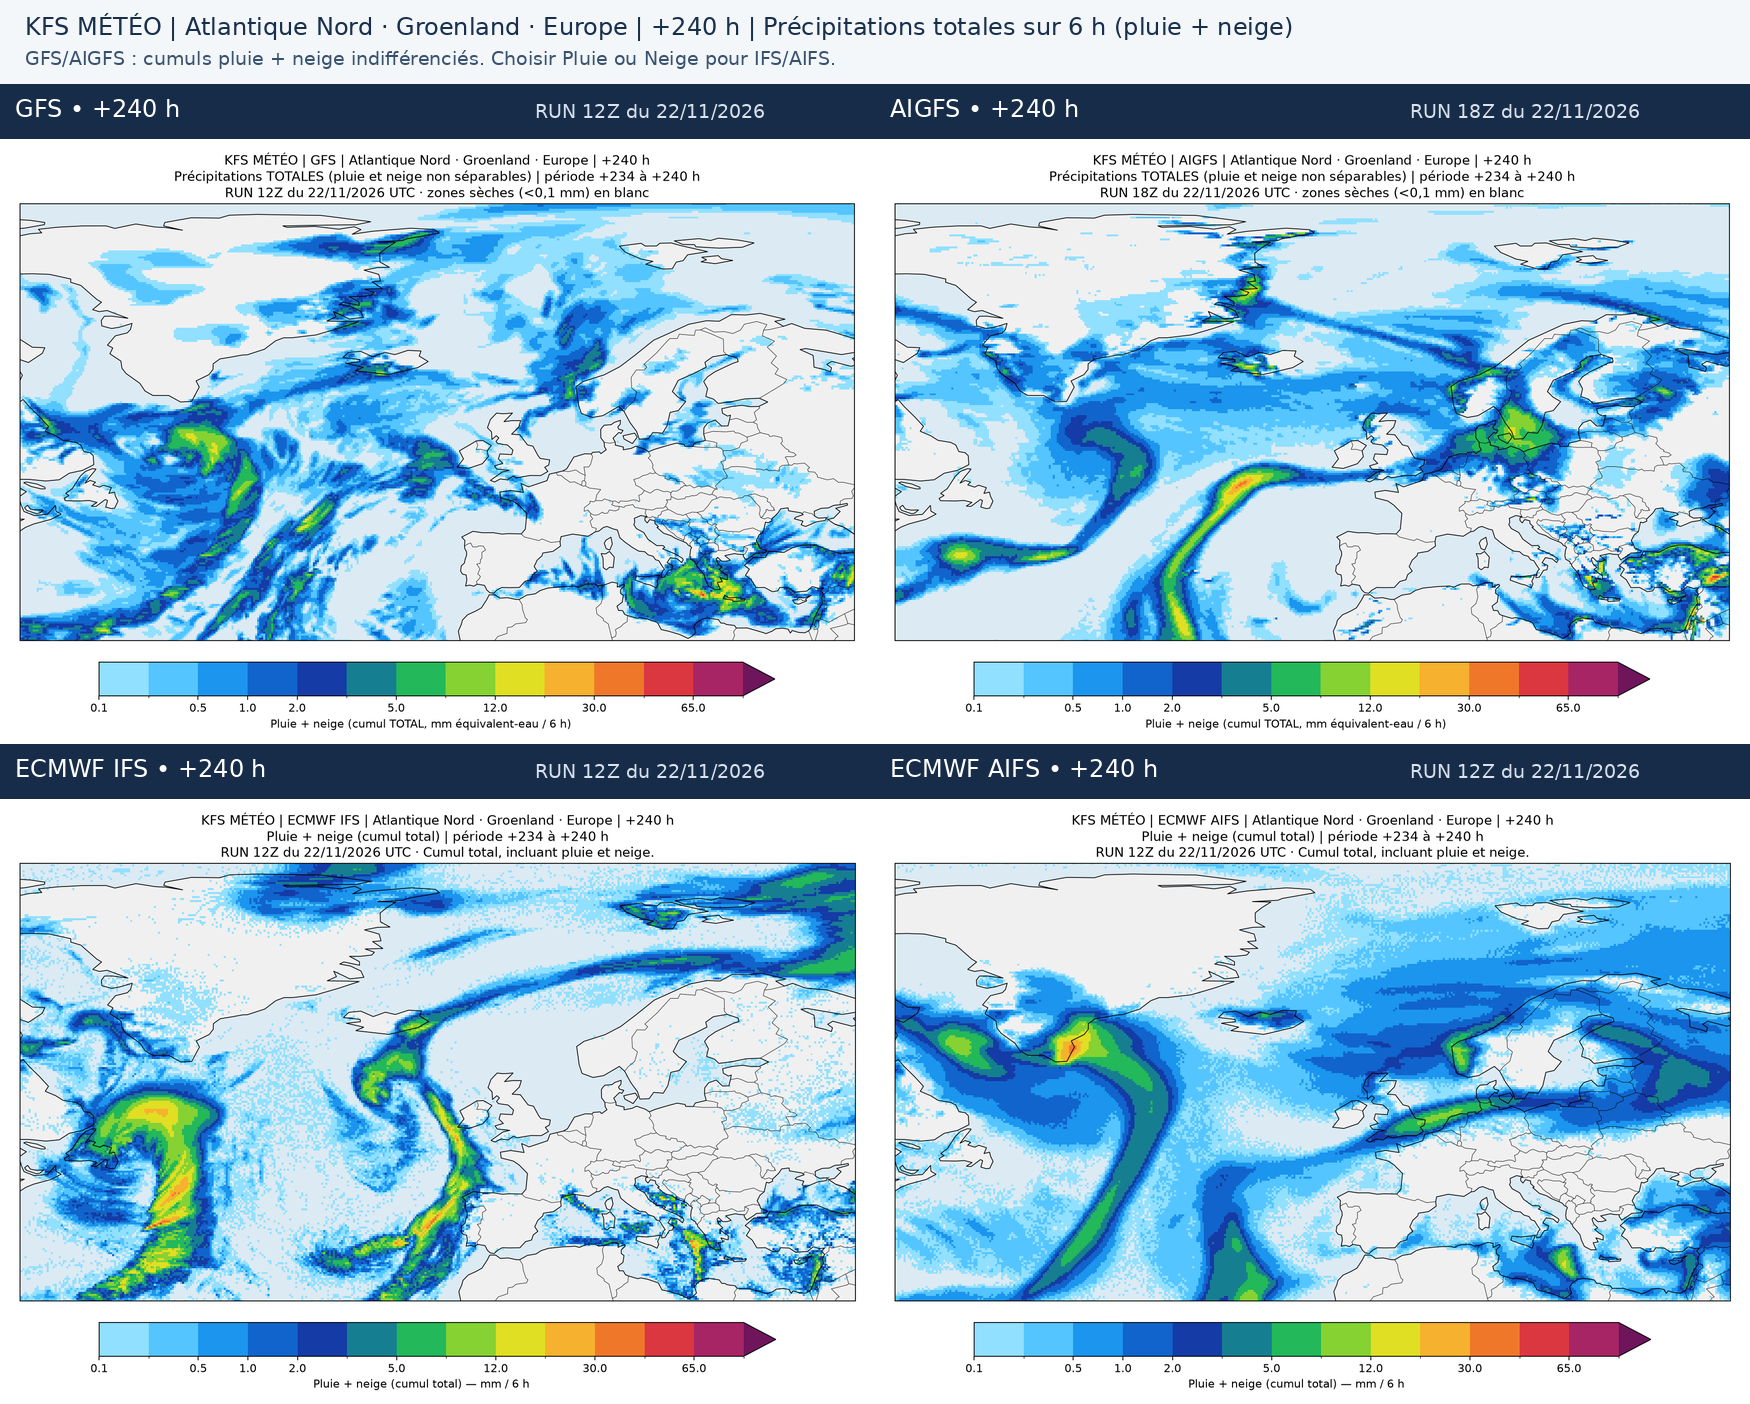 KFS MÉTÉO | Atlantique Nord · Groenland · Europe | +240 h | Précipitations totales sur 6 h (pluie + neige)
GFS/AIGFS : cumuls pluie + neige indifférenciés. Choisir Pluie ou Neige pour IFS/AIFS.
GFS • +240 h
RUN 12Z du 22/11/2026
KFS MÉTÉO | GFS | Atlantique Nord · Groenland · Europe | +240 h
Précipitations TOTALES (pluie et neige non séparables) | période +234 à +240 h
RUN 12Z du 22/11/2026 UTC · zones sèches (<0,1 mm) en blanc
0.1 0.5 1.0 2.0 5.0 12.0 30.0 65.0
Pluie + neige (cumul TOTAL, mm équivalent-eau / 6 h)
AIGFS • +240 h
RUN 18Z du 22/11/2026
KFS MÉTÉO | AIGFS | Atlantique Nord · Groenland · Europe | +240 h
Précipitations TOTALES (pluie et neige non séparables) | période +234 à +240 h
RUN 18Z du 22/11/2026 UTC · zones sèches (<0,1 mm) en blanc
0.1 0.5 1.0 2.0 5.0 12.0 30.0 65.0
Pluie + neige (cumul TOTAL, mm équivalent-eau / 6 h)
ECMWF IFS • +240 h
RUN 12Z du 22/11/2026
KFS MÉTÉO | ECMWF IFS | Atlantique Nord · Groenland · Europe | +240 h
Pluie + neige (cumul total) | période +234 à +240 h
RUN 12Z du 22/11/2026 UTC · Cumul total, incluant pluie et neige.
0.1 0.5 1.0 2.0 5.0 12.0 30.0 65.0
Pluie + neige (cumul total) — mm / 6 h
ECMWF AIFS • +240 h
RUN 12Z du 22/11/2026
KFS MÉTÉO | ECMWF AIFS | Atlantique Nord · Groenland · Europe | +240 h
Pluie + neige (cumul total) | période +234 à +240 h
RUN 12Z du 22/11/2026 UTC · Cumul total, incluant pluie et neige.
0.1 0.5 1.0 2.0 5.0 12.0 30.0 65.0
Pluie + neige (cumul total) — mm / 6 h